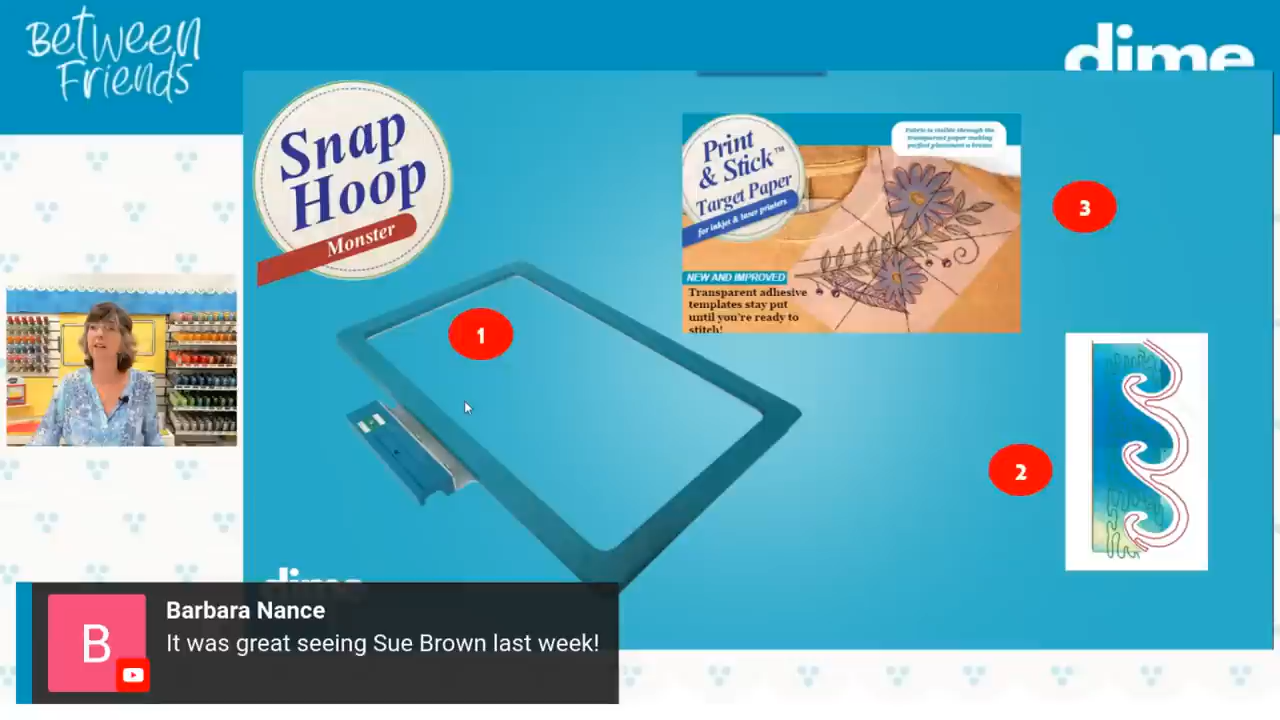 Between
Friends
dime
Snap
Hoop
Monster
Print
& Stick™
Target Paper
for inkjet & laser printers
Fabric is visible through the
transparent paper making
perfect placement a breeze
NEW AND IMPROVED
Transparent adhesive
templates stay put
until you're ready to
stitch!
1
2
3
dime
B
Barbara Nance
It was great seeing Sue Brown last week!